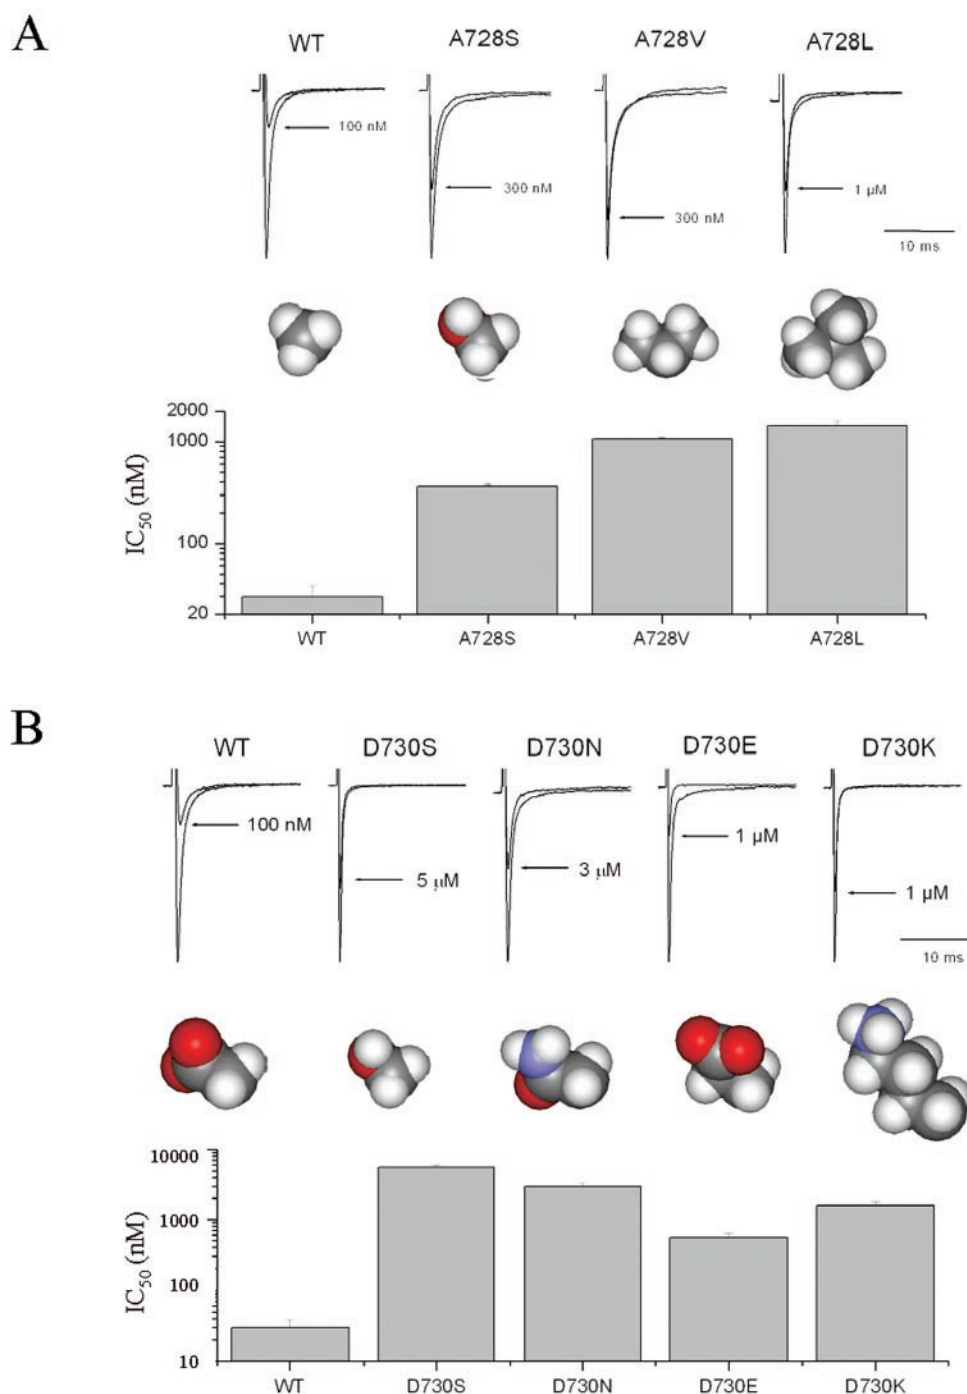 A
WT A728S A728V A728L
100 nM
300 nM
300 nM
1 µM
10 ms
IC50 (nM)
2000
1000
100
20
WT A728S A728V A728L
B
WT D730S D730N D730E D730K
100 nM
5 µM
3 µM
1 µM
1 µM
10 ms
IC50 (nM)
10000
1000
100
10
WT D730S D730N D730E D730K